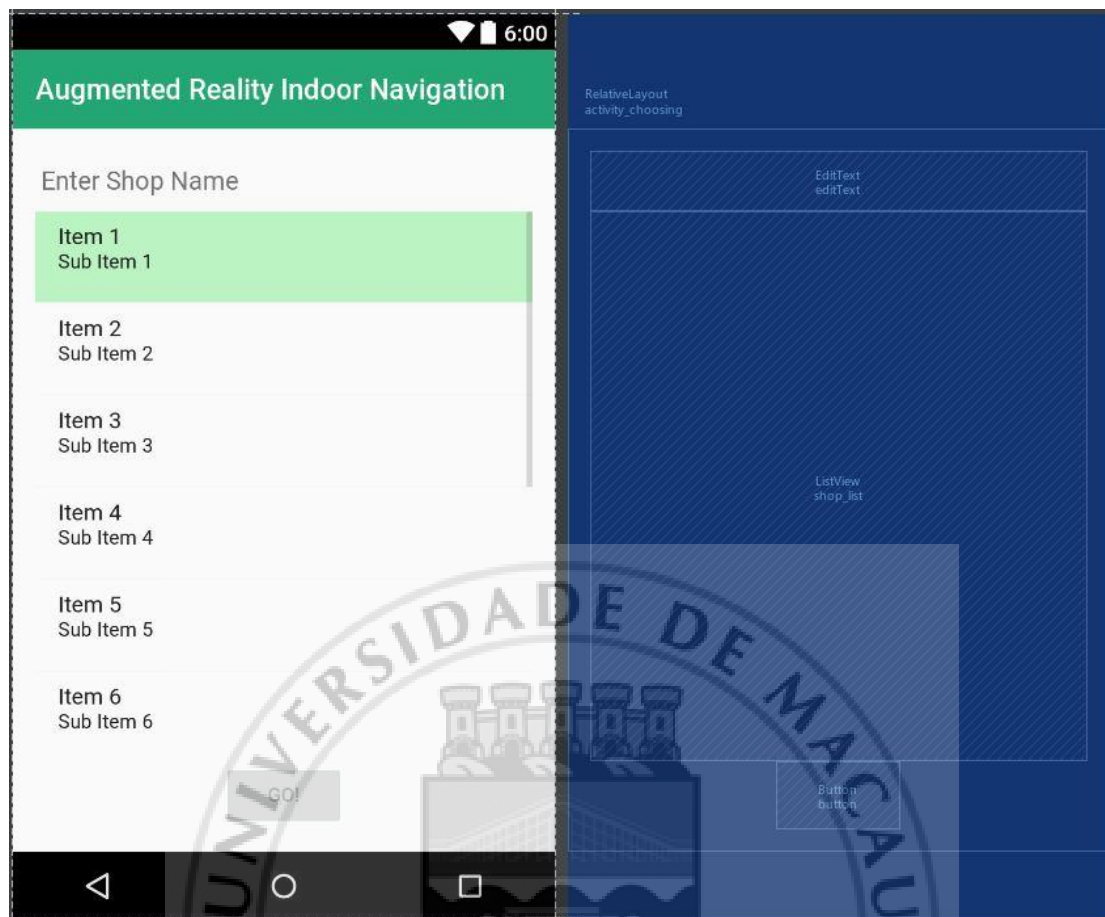 6:00
Augmented Reality Indoor Navigation
Enter Shop Name
Item 1
Sub Item 1
Item 2
Sub Item 2
Item 3
Sub Item 3
Item 4
Sub Item 4
Item 5
Sub Item 5
Item 6
Sub Item 6
GO!
RelativeLayout
activity_choosing
EditText
editText
ListView
shop_list
Button
button
UNIVERSIDADE DE MACAU